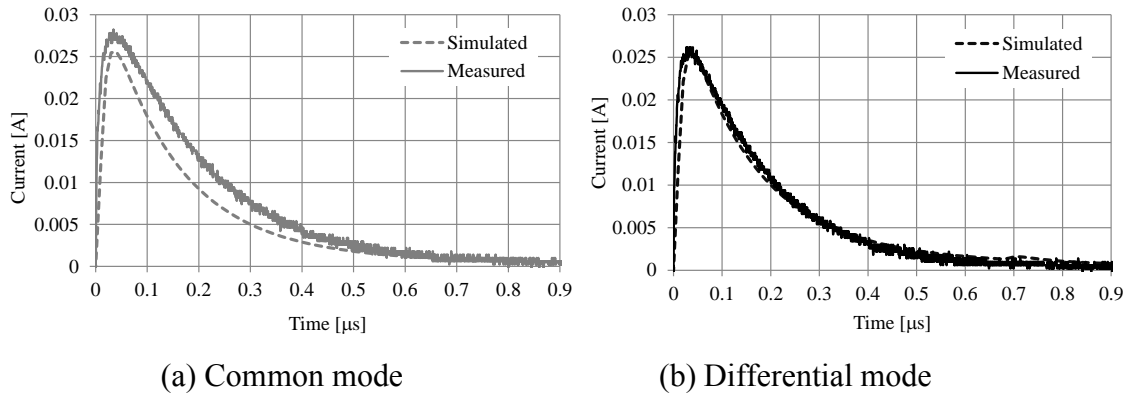 0.03
0.025
0.02
0.015
0.01
0.005
0
Current [A]
Simulated
Measured
0 0.1 0.2 0.3 0.4 0.5 0.6 0.7 0.8 0.9
Time [μs]
(a) Common mode
0.03
0.025
0.02
0.015
0.01
0.005
0
Current [A]
Simulated
Measured
0 0.1 0.2 0.3 0.4 0.5 0.6 0.7 0.8 0.9
Time [μs]
(b) Differential mode